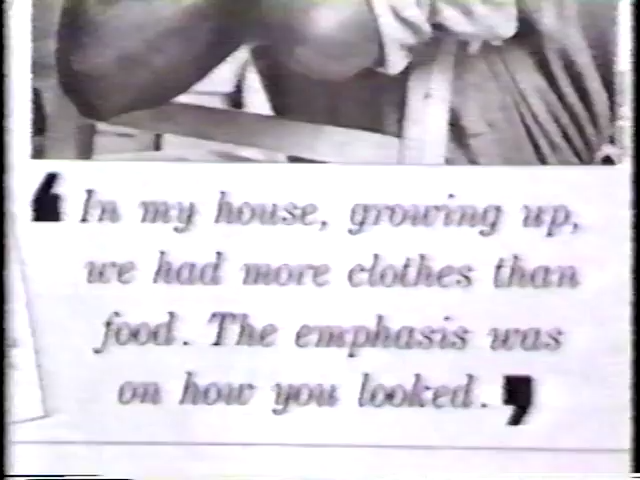 ‘In my house, growing up,
we had more clothes than
food. The emphasis was
on how you looked.’